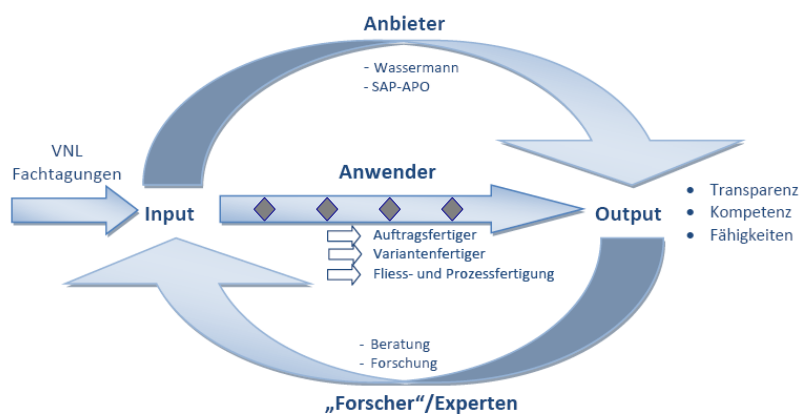 Anbieter
- Wassermann
- SAP-APO
VNL
Fachtagungen
Anwender
Input
Output
• Transparenz
• Kompetenz
• Fähigkeiten
Auftragsfertiger
Variantenfertiger
Fliess- und Prozessfertigung
- Beratung
- Forschung
„Forscher“/Experten